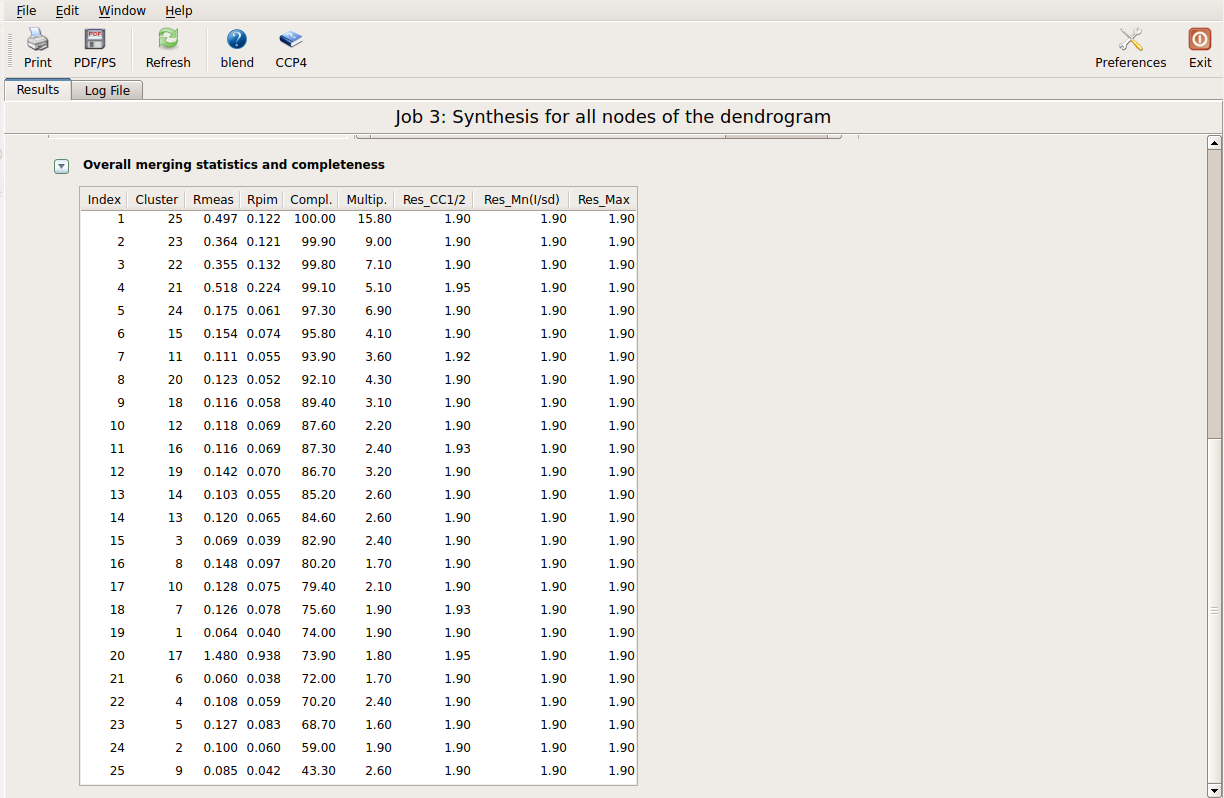 File Edit Window Help
Print PDF/PS Refresh blend CCP4 Preferences Exit
Results Log File
Job 3: Synthesis for all nodes of the dendrogram
Overall merging statistics and completeness
Index Cluster Rmeas Rpim Compl. Multip. Res_CC1/2 Res_Mn(I/sd) Res_Max
1 25 0.497 0.122 100.00 15.80 1.90 1.90 1.90
2 23 0.364 0.121 99.90 9.00 1.90 1.90 1.90
3 22 0.355 0.132 99.80 7.10 1.90 1.90 1.90
4 21 0.518 0.224 99.10 5.10 1.95 1.90 1.90
5 24 0.175 0.061 97.30 6.90 1.90 1.90 1.90
6 15 0.154 0.074 95.80 4.10 1.90 1.90 1.90
7 11 0.111 0.055 93.90 3.60 1.92 1.90 1.90
8 20 0.123 0.052 92.10 4.30 1.90 1.90 1.90
9 18 0.116 0.058 89.40 3.10 1.90 1.90 1.90
10 12 0.118 0.069 87.60 2.20 1.90 1.90 1.90
11 16 0.116 0.069 87.30 2.40 1.93 1.90 1.90
12 19 0.142 0.070 86.70 3.20 1.90 1.90 1.90
13 14 0.103 0.055 85.20 2.60 1.90 1.90 1.90
14 13 0.120 0.065 84.60 2.60 1.90 1.90 1.90
15 3 0.069 0.039 82.90 2.40 1.90 1.90 1.90
16 8 0.148 0.097 80.20 1.70 1.90 1.90 1.90
17 10 0.128 0.075 79.40 2.10 1.90 1.90 1.90
18 7 0.126 0.078 75.60 1.90 1.93 1.90 1.90
19 1 0.064 0.040 74.00 1.90 1.90 1.90 1.90
20 17 1.480 0.938 73.90 1.80 1.95 1.90 1.90
21 6 0.060 0.038 72.00 1.70 1.90 1.90 1.90
22 4 0.108 0.059 70.20 2.40 1.90 1.90 1.90
23 5 0.127 0.083 68.70 1.60 1.90 1.90 1.90
24 2 0.100 0.060 59.00 1.90 1.90 1.90 1.90
25 9 0.085 0.042 43.30 2.60 1.90 1.90 1.90